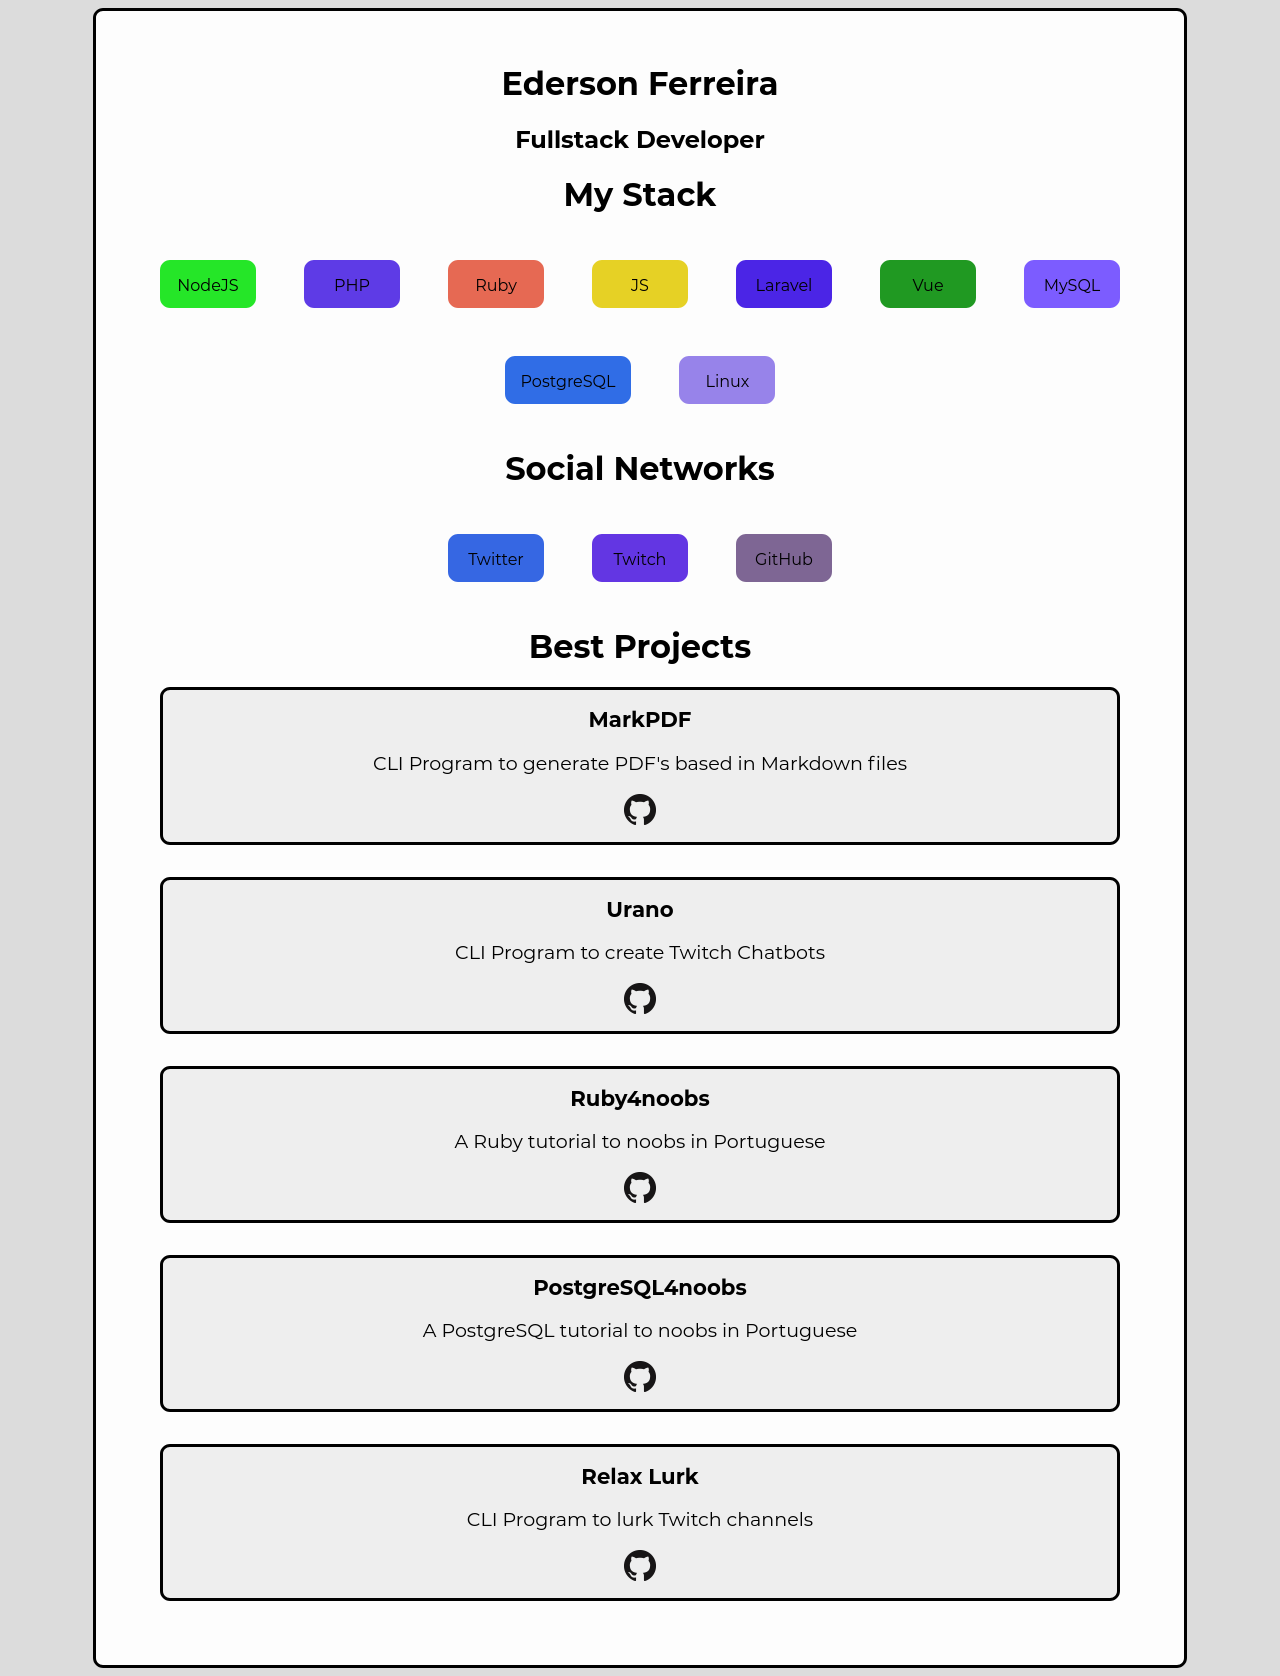 Ederson Ferreira
Fullstack Developer
My Stack
NodeJS PHP Ruby JS Laravel Vue MySQL
PostgreSQL Linux
Social Networks
Twitter Twitch GitHub
Best Projects
MarkPDF
CLI Program to generate PDF's based in Markdown files
Urano
CLI Program to create Twitch Chatbots
Ruby4noobs
A Ruby tutorial to noobs in Portuguese
PostgreSQL4noobs
A PostgreSQL tutorial to noobs in Portuguese
Relax Lurk
CLI Program to lurk Twitch channels